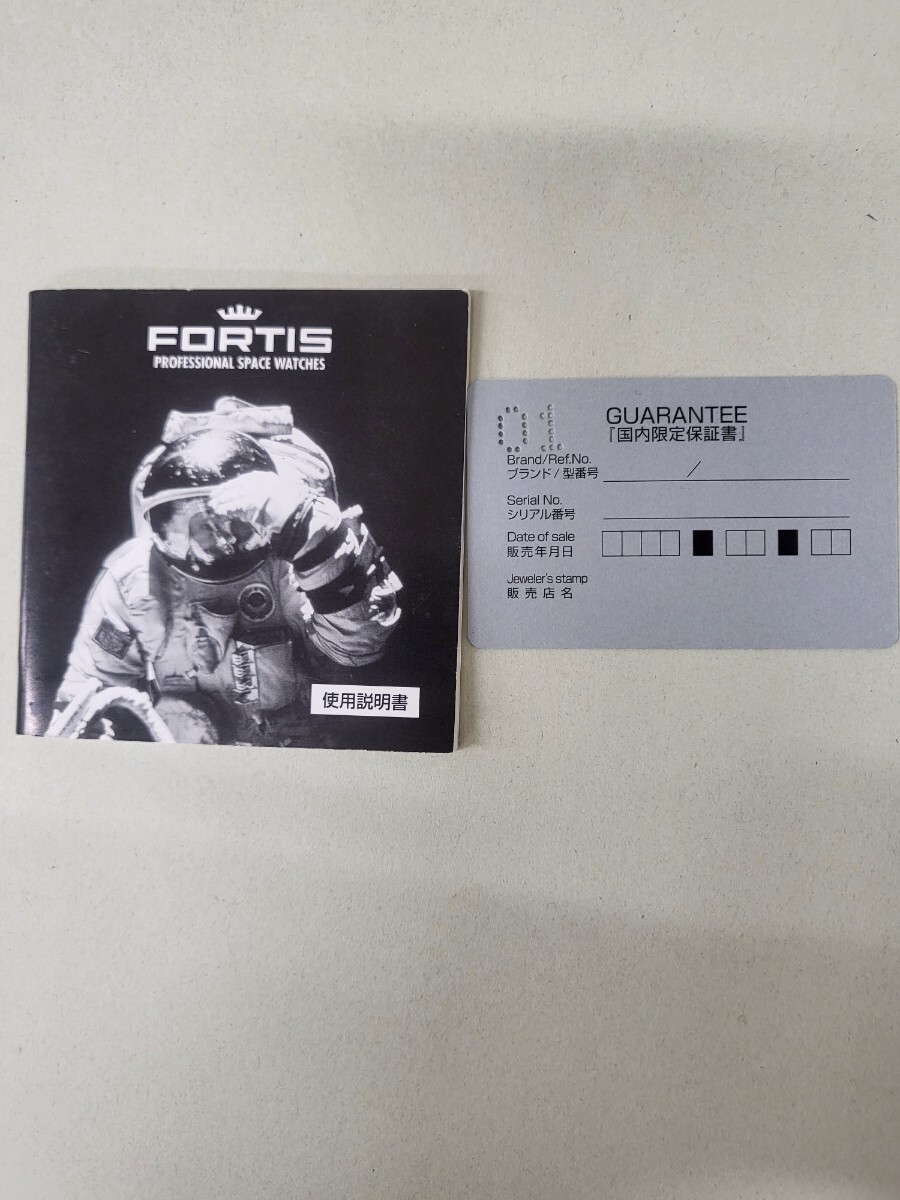 FORTIS
PROFESSIONAL SPACE WATCHES
使用説明書
01
GUARANTEE
『国内限定保証書』
Brand/Ref.No.
ブランド/型番号 /
Serial No.
シリアル番号
Date of sale
販売年月日
Jeweler's stamp
販売店名